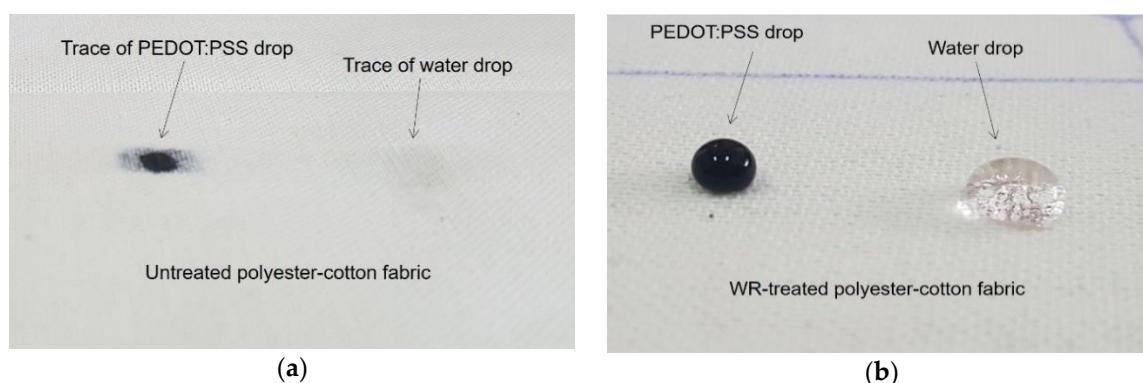 Trace of PEDOT:PSS drop
Trace of water drop
Untreated polyester-cotton fabric
(a)
PEDOT:PSS drop
Water drop
WR-treated polyester-cotton fabric
(b)